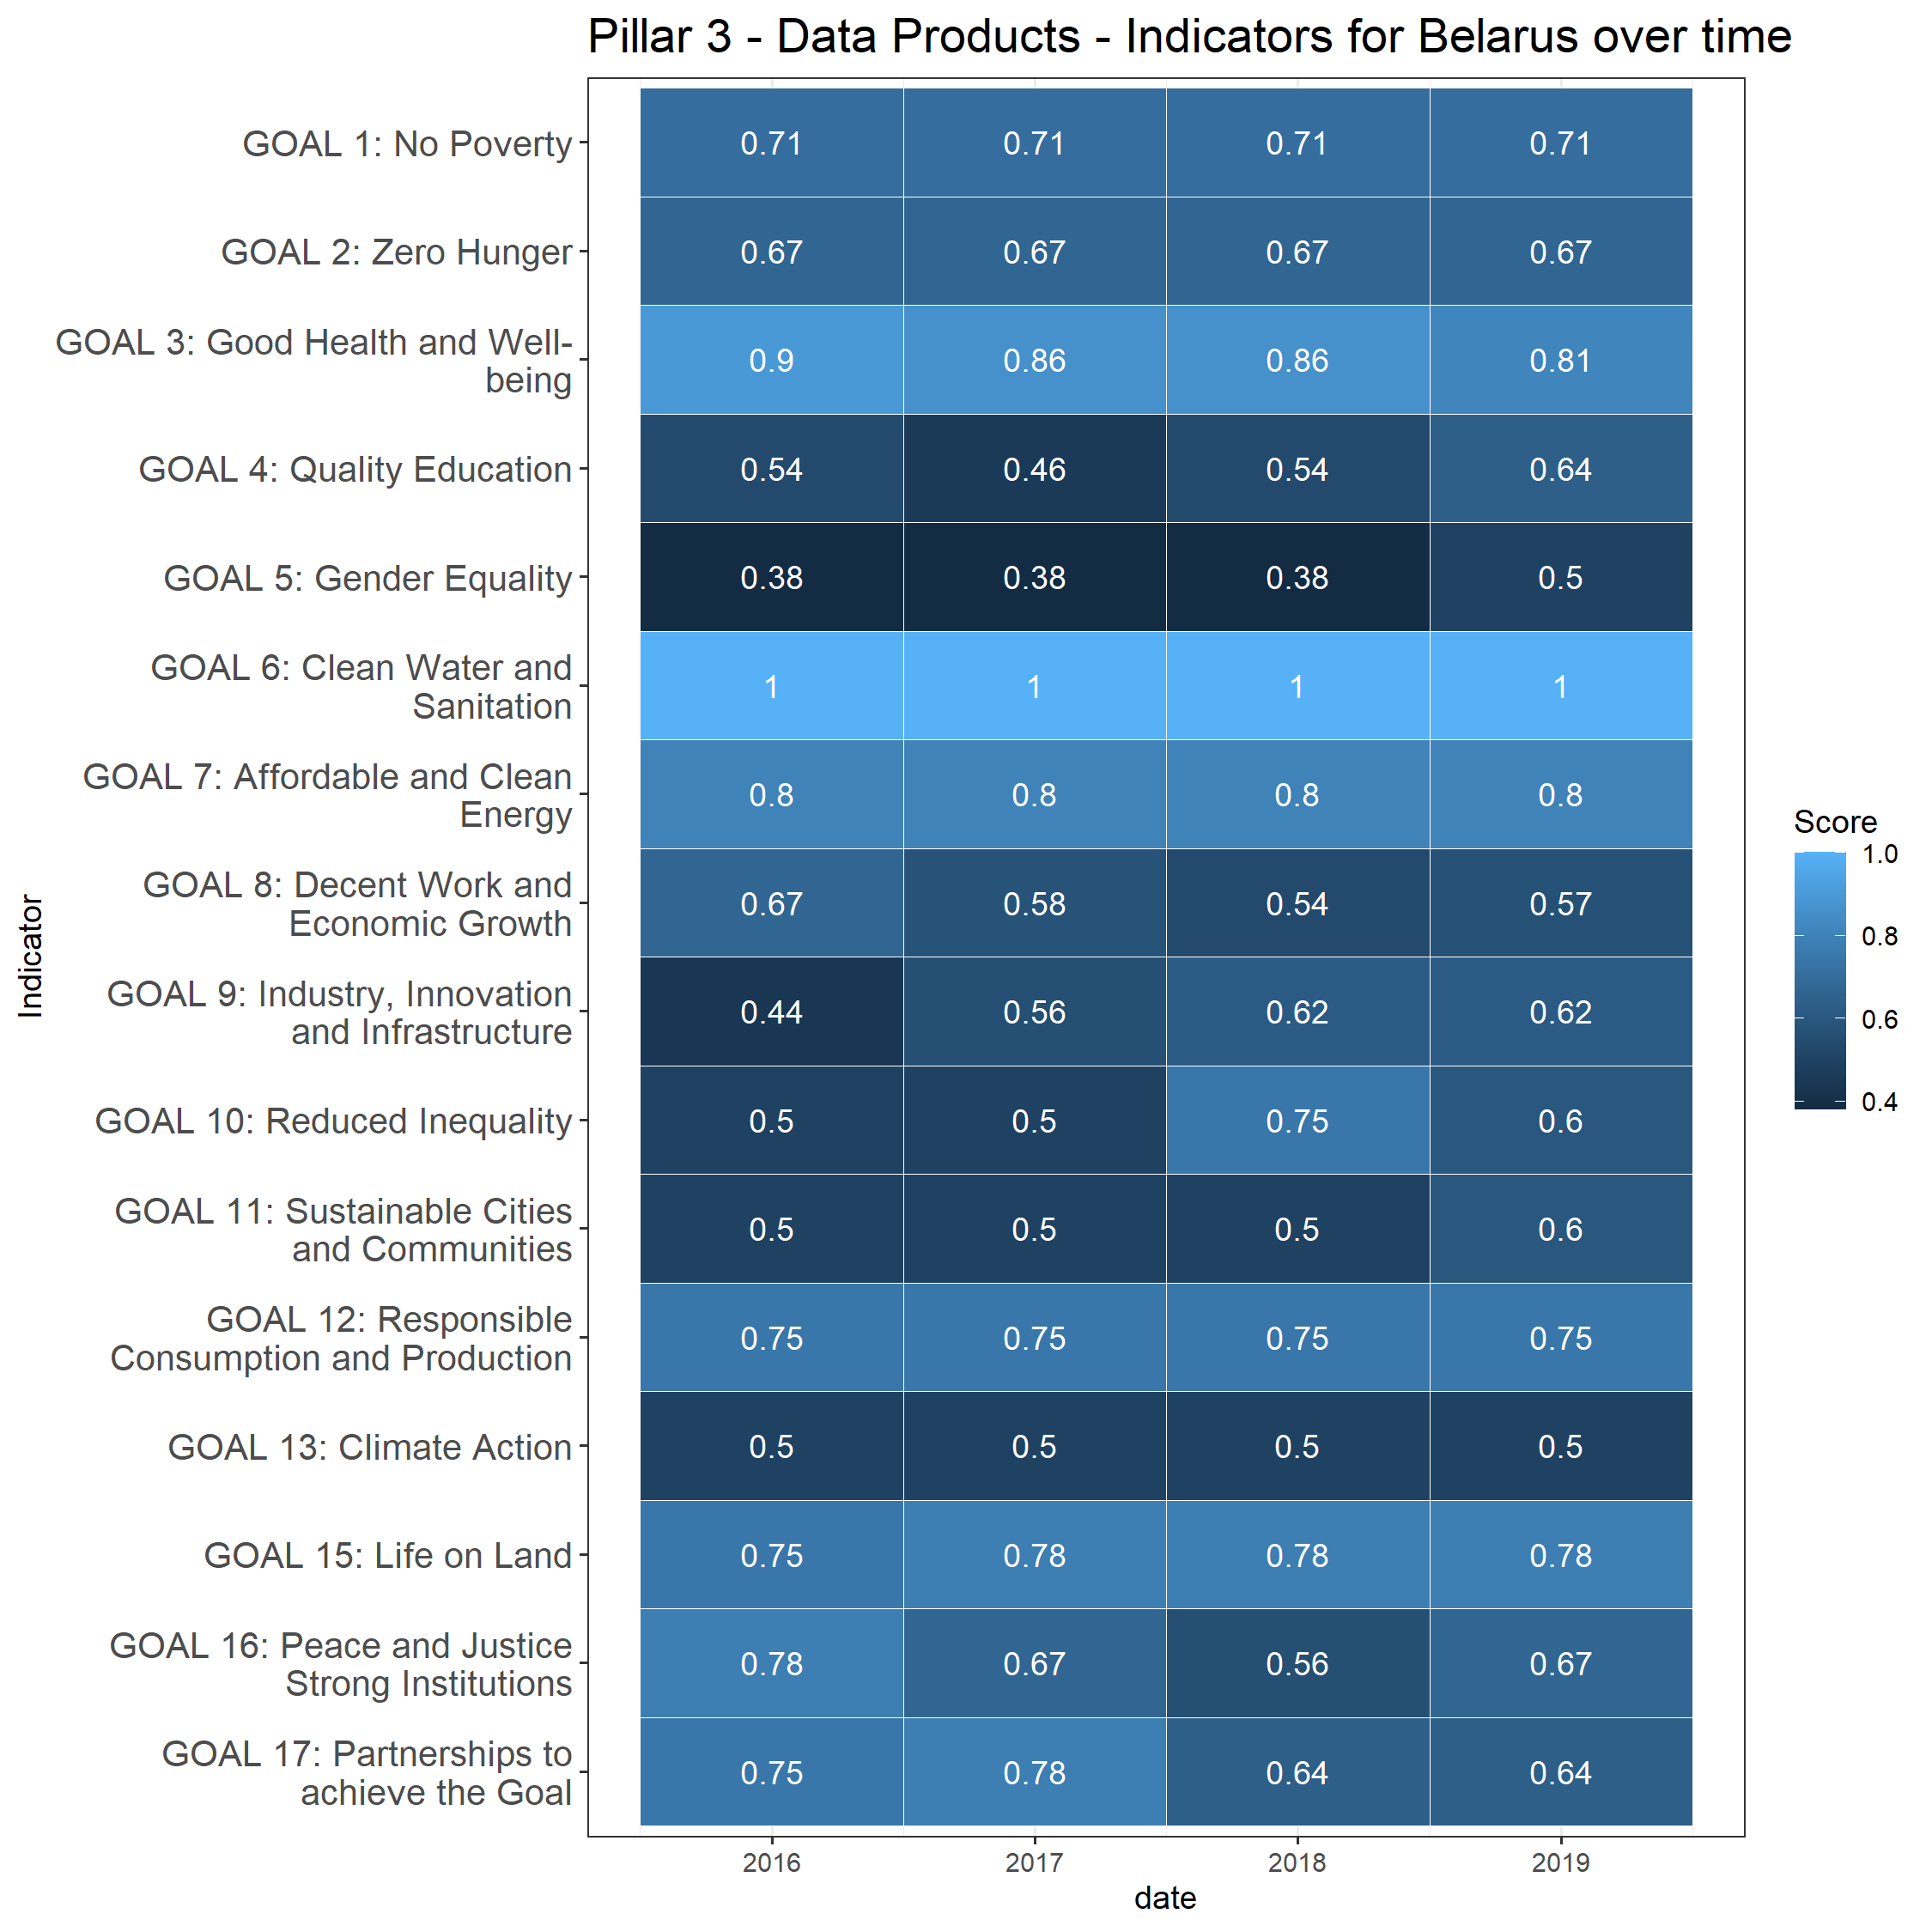 Pillar 3 - Data Products - Indicators for Belarus over time
GOAL 1: No Poverty
0.71 0.71 0.71 0.71
GOAL 2: Zero Hunger
0.67 0.67 0.67 0.67
GOAL 3: Good Health and Well-
being
0.9 0.86 0.86 0.81
GOAL 4: Quality Education
0.54 0.46 0.54 0.64
GOAL 5: Gender Equality
0.38 0.38 0.38 0.5
GOAL 6: Clean Water and
Sanitation
1 1 1 1
GOAL 7: Affordable and Clean
Energy
0.8 0.8 0.8 0.8
GOAL 8: Decent Work and
Economic Growth
0.67 0.58 0.54 0.57
GOAL 9: Industry, Innovation
and Infrastructure
0.44 0.56 0.62 0.62
GOAL 10: Reduced Inequality
0.5 0.5 0.75 0.6
GOAL 11: Sustainable Cities
and Communities
0.5 0.5 0.5 0.6
GOAL 12: Responsible
Consumption and Production
0.75 0.75 0.75 0.75
GOAL 13: Climate Action
0.5 0.5 0.5 0.5
GOAL 15: Life on Land
0.75 0.78 0.78 0.78
GOAL 16: Peace and Justice
Strong Institutions
0.78 0.67 0.56 0.67
GOAL 17: Partnerships to
achieve the Goal
0.75 0.78 0.64 0.64
2016 2017 2018 2019
date
Indicator
Score
1.0
0.8
0.6
0.4